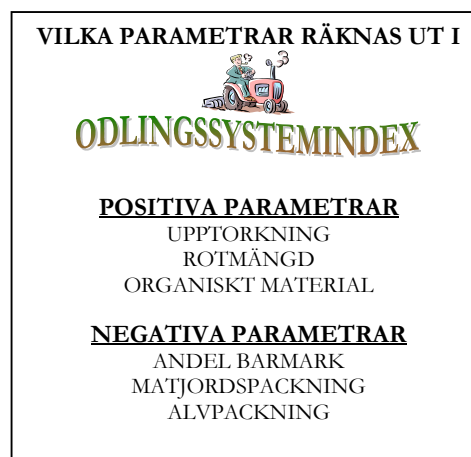 VILKA PARAMETRAR RÄKNAS UT I
ODLINGSSYSTEMINDEX
POSITIVA PARAMETRAR
UPPTORKNING
ROTMÄNGD
ORGANISKT MATERIAL
NEGATIVA PARAMETRAR
ANDEL BARMARK
MATJORDSPACKNING
ALVPACKNING